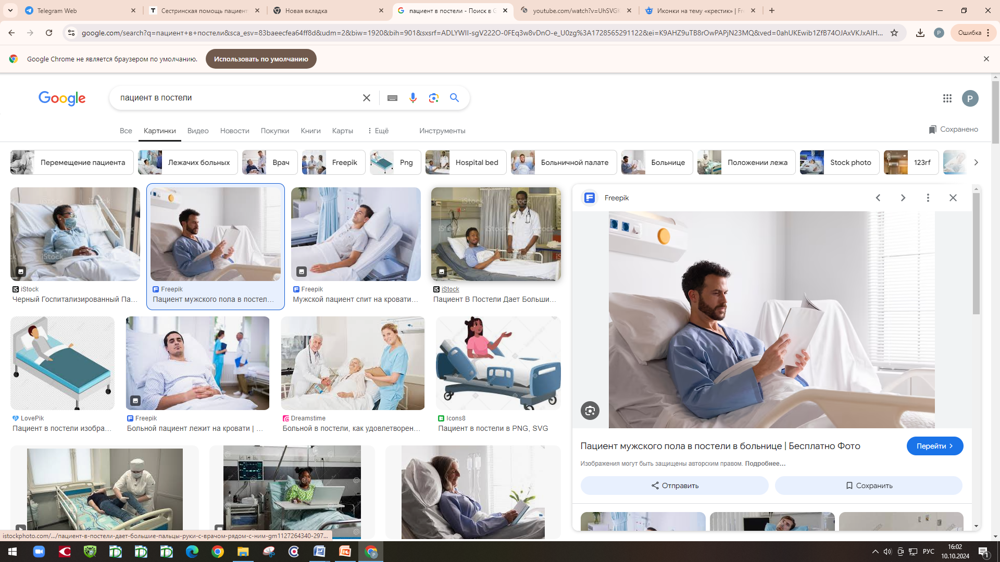 Telegram Web
Сестринская помощь пациент
Новая вкладка
пациент в постели - Поиск в G
youtube.com/watch?v=UhSVGK
Иконки на тему «крестик» | Fr
google.com/search?q=пациент+в+постели&sca_esv=83baeecfea64ff8d&udm=2&biw=1920&bih=901&sxsrf=ADLYWII-sgV222O-0FEq3w8vDnO-e_U0zg%3A1728565291122&ei=K9AHZ9uTB8rOwPAPjN23MQ&ved=0ahUKEwib1ZfB74OJAxVKJxAIH...
P
Ошибка
Google Chrome не является браузером по умолчанию.
Использовать по умолчанию
Google
пациент в постели
P
Все
Картинки
Видео
Новости
Покупки
Книги
Карты
Ещё
Инструменты
Сохранено
Перемещение пациента
Лежачих больных
Врач
Freepik
Png
Hospital bed
Больничной палате
Больнице
Положении лежа
Stock photo
123rf
iStock
Черный Госпитализированный Па...
Freepik
Пациент мужского пола в постел...
Freepik
Мужской пациент спит на кровати...
iStock
Пациент В Постели Дает Больши...
LovePik
Пациент в постели изобра...
Freepik
Больной пациент лежит на кровати | ...
Dreamstime
Больной в постели, как удовлетворен...
Icons8
Пациент в постели в PNG, SVG
Freepik
Пациент мужского пола в постели в больнице | Бесплатно Фото
Перейти
Изображения могут быть защищены авторским правом. Подробнее...
Отправить
Сохранить
istockphoto.com/.../пациент-в-постели-дает-большие-пальцы-руки-с-врачом-рядом-с-ним-gm1127264340-297...
РУС
16:02
10.10.2024
1